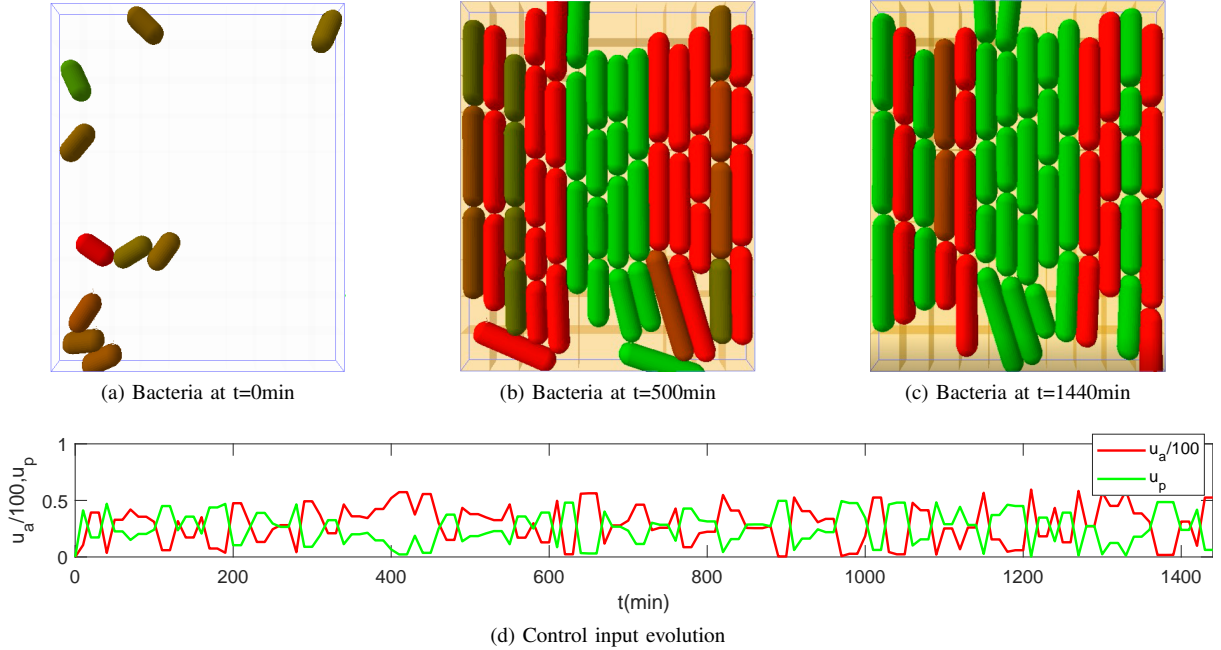 (a) Bacteria at t=0min
(b) Bacteria at t=500min
(c) Bacteria at t=1440min
u_a/100,u_p
1
0.5
0
u_a/100
u_p
0 200 400 600 800 1000 1200 1400
t(min)
(d) Control input evolution